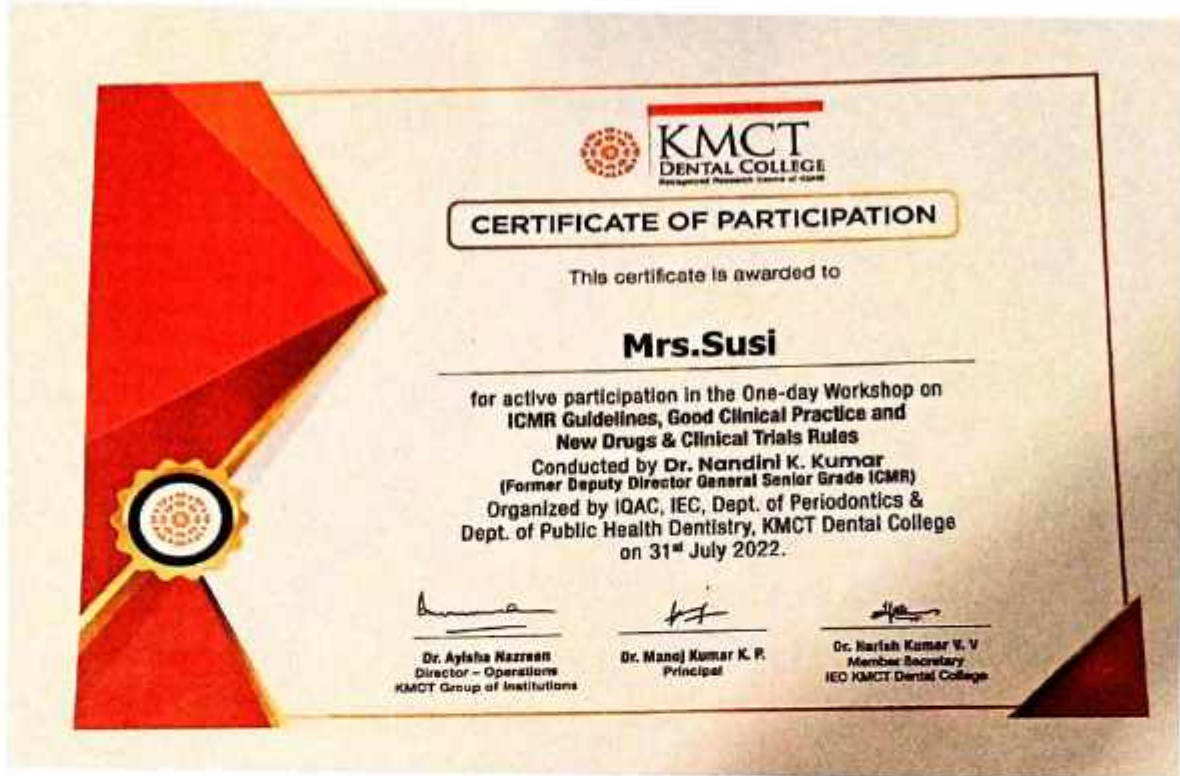 KMCT
DENTAL COLLEGE
CERTIFICATE OF PARTICIPATION
This certificate is awarded to
Mrs.Susi
for active participation in the One-day Workshop on
ICMR Guidelines, Good Clinical Practice and
New Drugs & Clinical Trials Rules
Conducted by Dr. Nandini K. Kumar
(Former Deputy Director General Senior Grade ICMR)
Organized by IQAC, IEC, Dept. of Periodontics &
Dept. of Public Health Dentistry, KMCT Dental College
on 31st July 2022.
Dr. Ayisha Nazreen
Director – Operations
KMCT Group of Institutions
Dr. Manoj Kumar K. P.
Principal
Dr. Harish Kumar V. V
Member Secretary
IEC KMCT Dental College